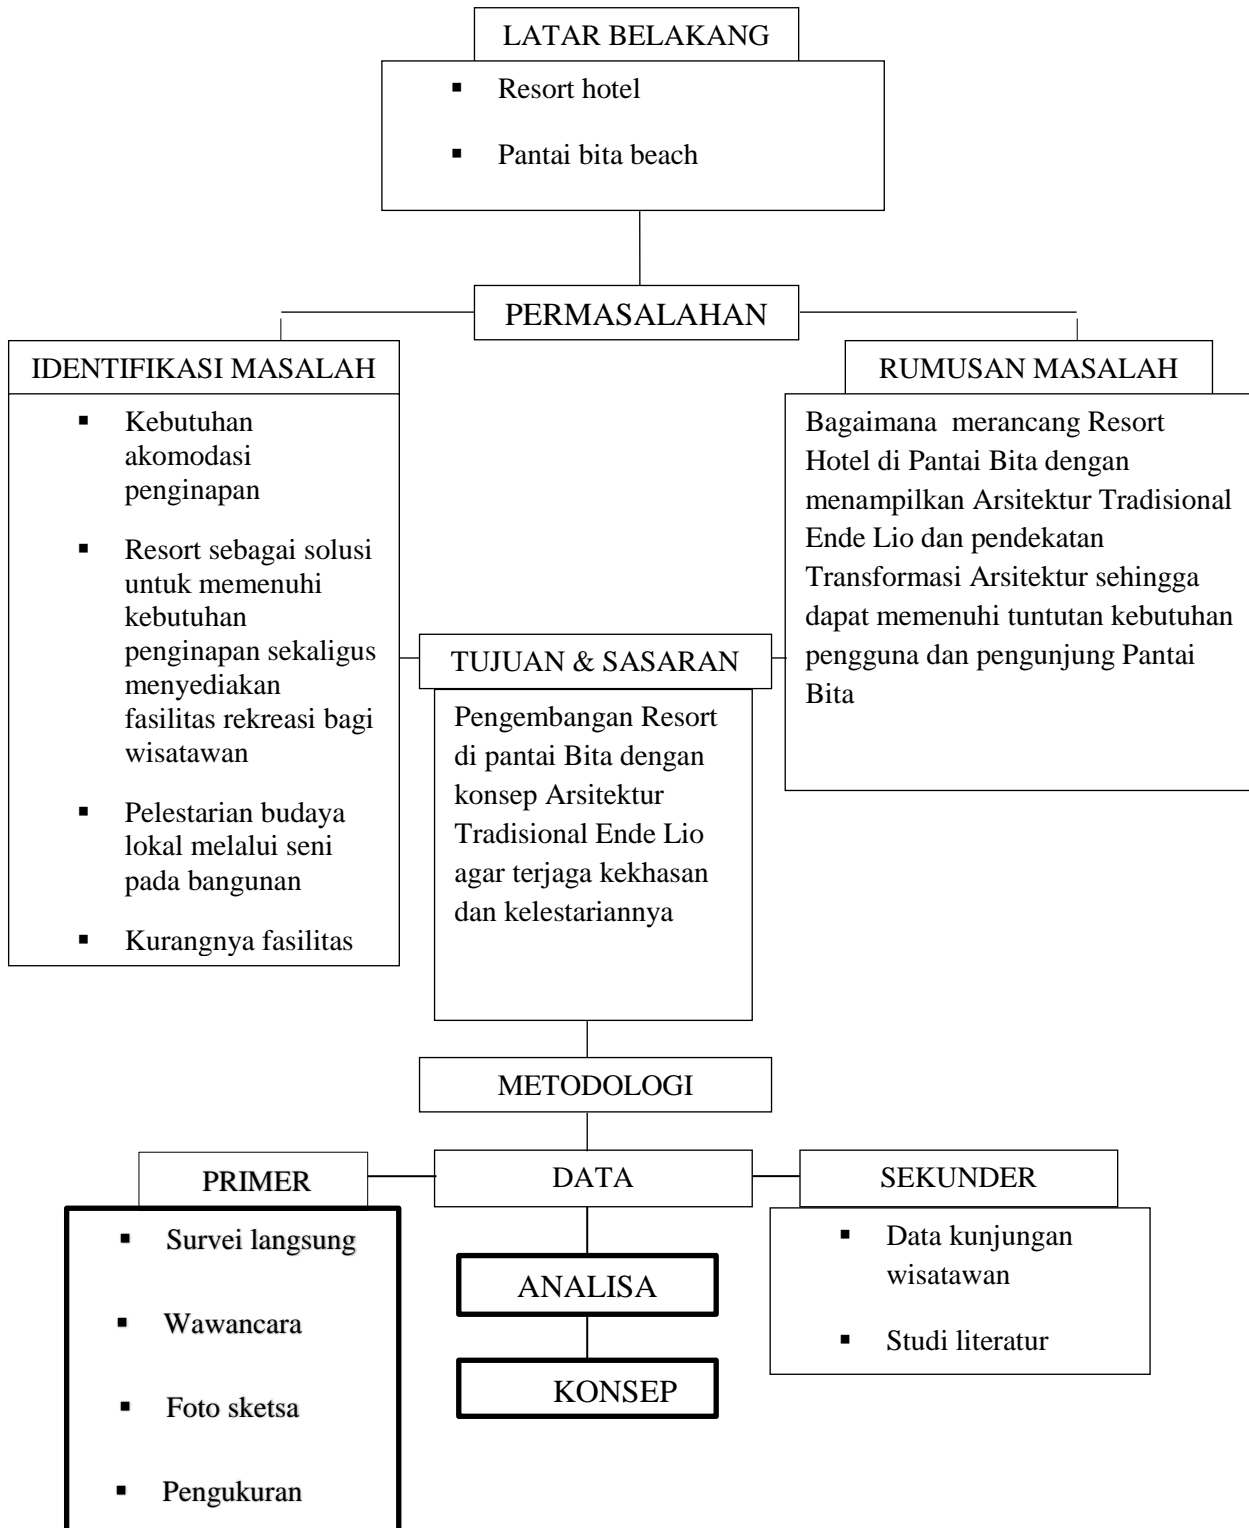 LATAR BELAKANG
▪ Resort hotel
▪ Pantai bita beach
PERMASALAHAN
IDENTIFIKASI MASALAH
▪ Kebutuhan
akomodasi
penginapan
▪ Resort sebagai solusi
untuk memenuhi
kebutuhan
penginapan sekaligus
menyediakan
fasilitas rekreasi bagi
wisatawan
▪ Pelestarian budaya
lokal melalui seni
pada bangunan
▪ Kurangnya fasilitas
RUMUSAN MASALAH
Bagaimana merancang Resort
Hotel di Pantai Bita dengan
menampilkan Arsitektur Tradisional
Ende Lio dan pendekatan
Transformasi Arsitektur sehingga
dapat memenuhi tuntutan kebutuhan
pengguna dan pengunjung Pantai
Bita
TUJUAN & SASARAN
Pengembangan Resort
di pantai Bita dengan
konsep Arsitektur
Tradisional Ende Lio
agar terjaga kekhasan
dan kelestariannya
METODOLOGI
DATA
PRIMER
▪ Survei langsung
▪ Wawancara
▪ Foto sketsa
▪ Pengukuran
ANALISA
KONSEP
SEKUNDER
▪ Data kunjungan
wisatawan
▪ Studi literatur